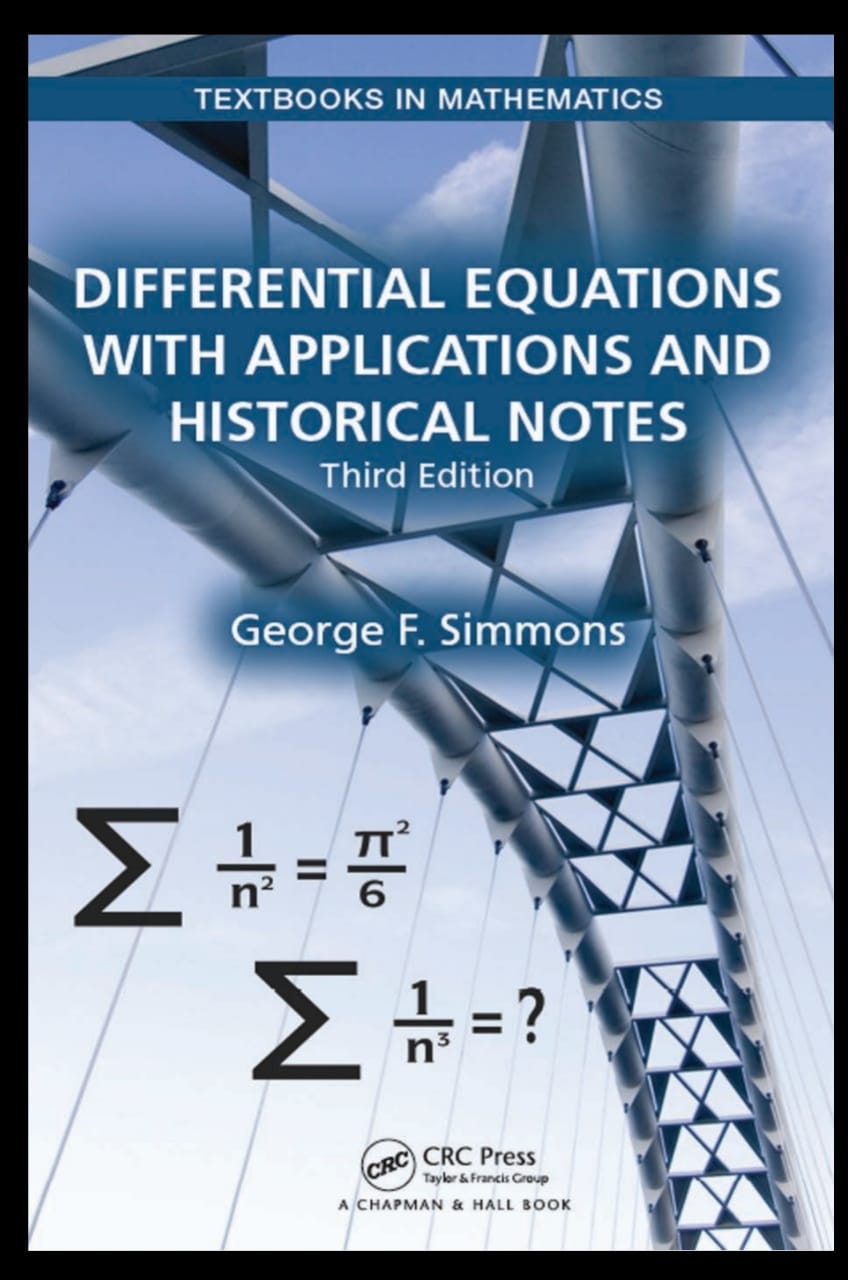 TEXTBOOKS IN MATHEMATICS
DIFFERENTIAL EQUATIONS
WITH APPLICATIONS AND
HISTORICAL NOTES
Third Edition
George F. Simmons
∑ 1/n² = π²/6
∑ 1/n³ = ?
CRC CRC Press
Taylor & Francis Group
A CHAPMAN & HALL BOOK